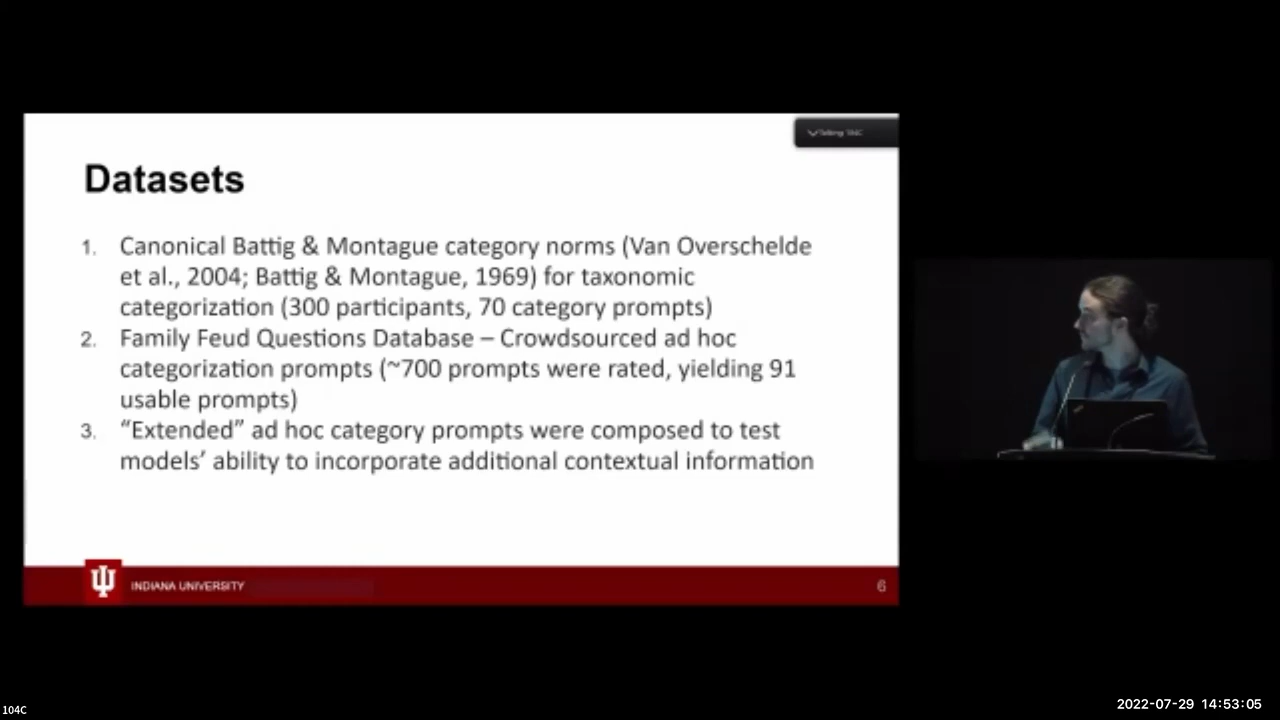 Talking: 104C
Datasets
1. Canonical Battig & Montague category norms (Van Overschelde
et al., 2004; Battig & Montague, 1969) for taxonomic
categorization (300 participants, 70 category prompts)
2. Family Feud Questions Database – Crowdsourced ad hoc
categorization prompts (~700 prompts were rated, yielding 91
usable prompts)
3. “Extended” ad hoc category prompts were composed to test
models’ ability to incorporate additional contextual information
INDIANA UNIVERSITY
6
104C
2022-07-29 14:53:05